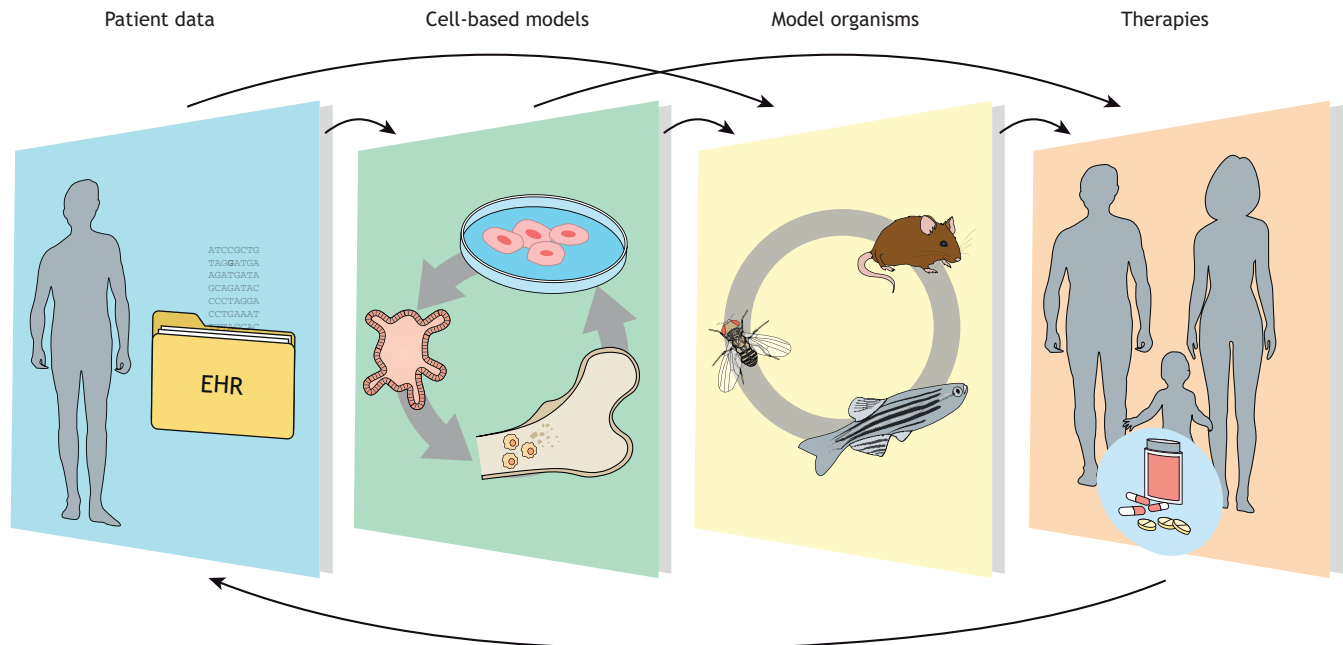 Patient data
Cell-based models
Model organisms
Therapies
ATCCGCTG
TAGGATGA
AGATGATA
GCAGATAC
CCCTAGGA
CCTGAAAT
EHR